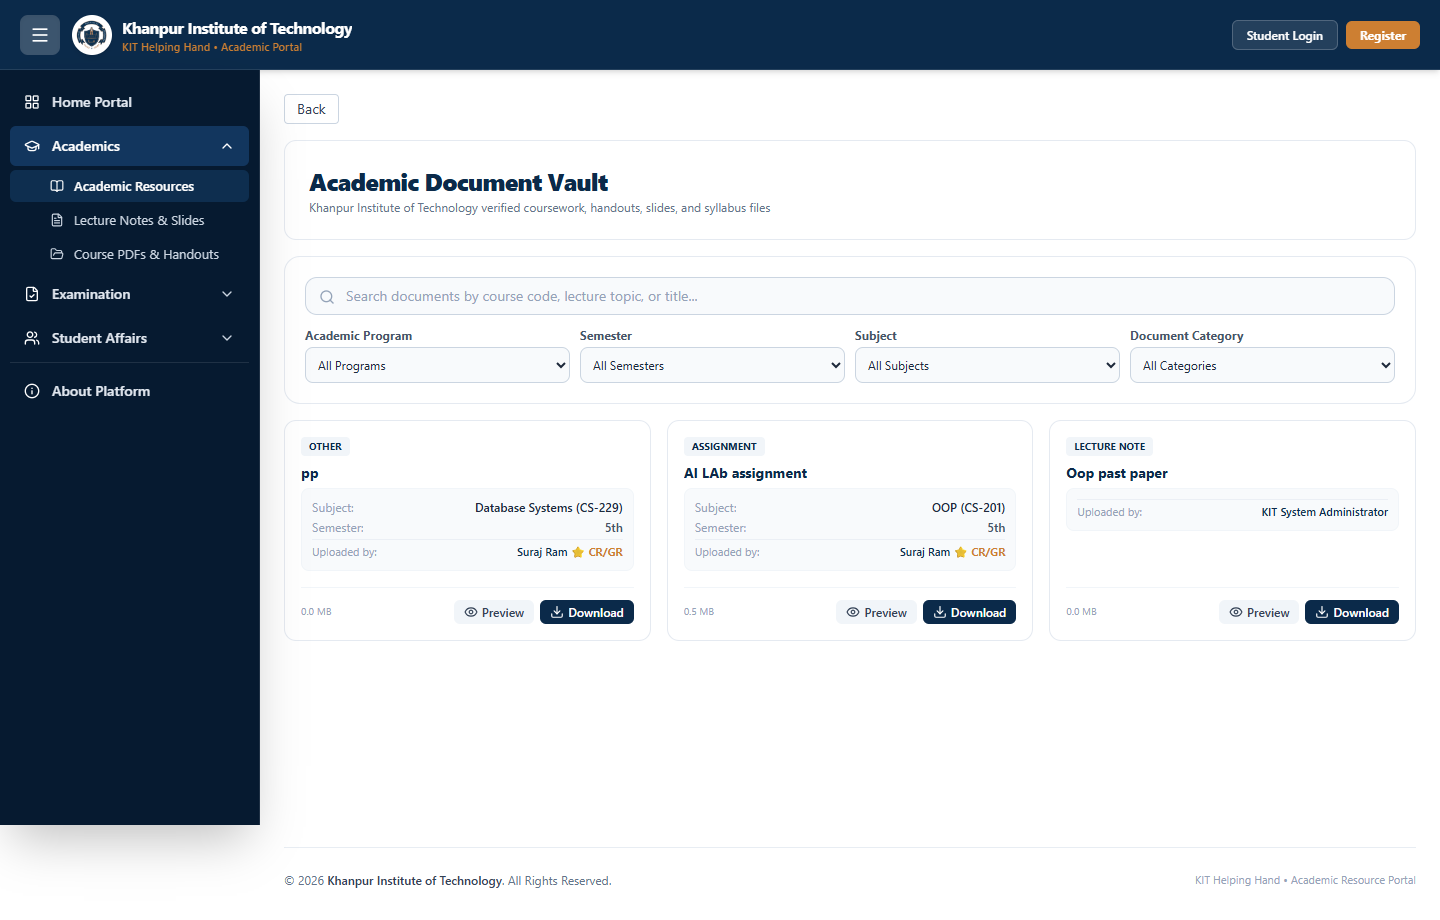 Khanpur Institute of Technology
KIT Helping Hand • Academic Portal
Student Login
Register
Home Portal
Academics
Academic Resources
Lecture Notes & Slides
Course PDFs & Handouts
Examination
Student Affairs
About Platform
Back
Academic Document Vault
Khanpur Institute of Technology verified coursework, handouts, slides, and syllabus files
Search documents by course code, lecture topic, or title...
Academic Program
Semester
Subject
Document Category
All Programs
All Semesters
All Subjects
All Categories
OTHER
pp
Subject: Database Systems (CS-229)
Semester: 5th
Uploaded by: Suraj Ram ⭐ CR/GR
0.0 MB
Preview
Download
ASSIGNMENT
AI LAb assignment
Subject: OOP (CS-201)
Semester: 5th
Uploaded by: Suraj Ram ⭐ CR/GR
0.5 MB
Preview
Download
LECTURE NOTE
Oop past paper
Uploaded by: KIT System Administrator
0.0 MB
Preview
Download
© 2026 Khanpur Institute of Technology. All Rights Reserved.
KIT Helping Hand • Academic Resource Portal